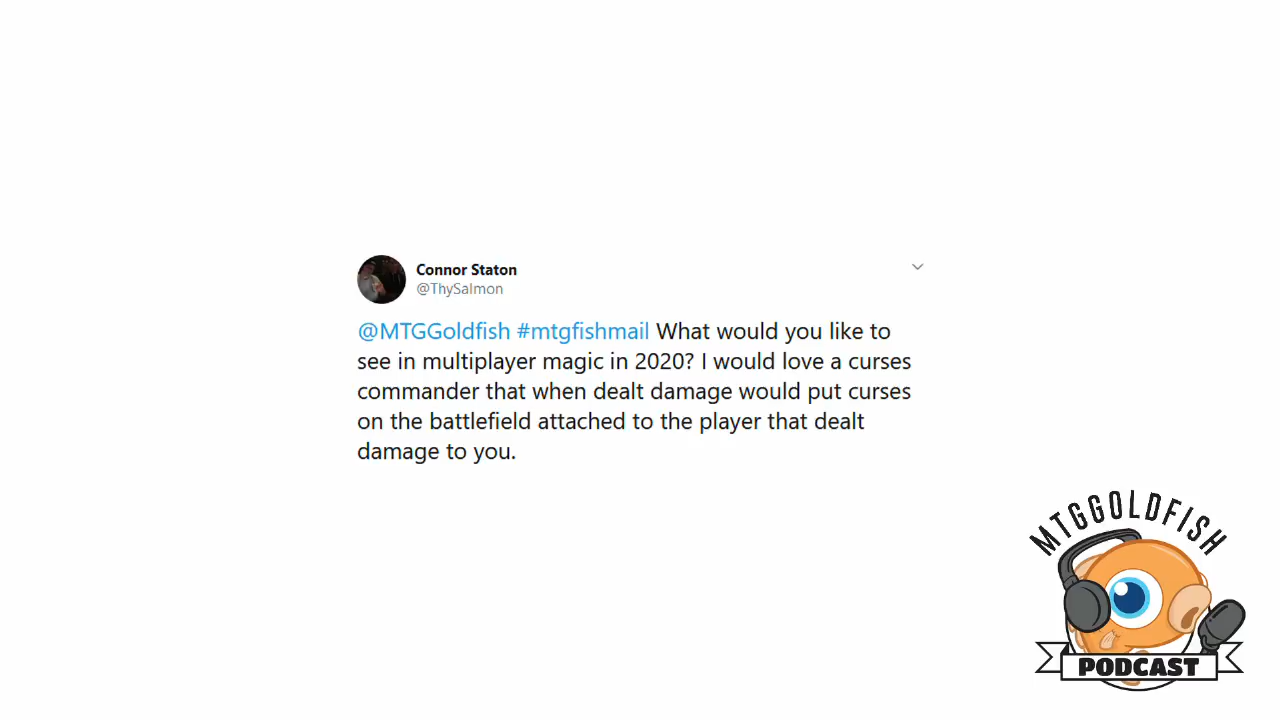 Connor Staton
@ThySalmon
@MTGGoldfish #mtgfishmail What would you like to
see in multiplayer magic in 2020? I would love a curses
commander that when dealt damage would put curses
on the battlefield attached to the player that dealt
damage to you.
MTGGOLDFISH
PODCAST